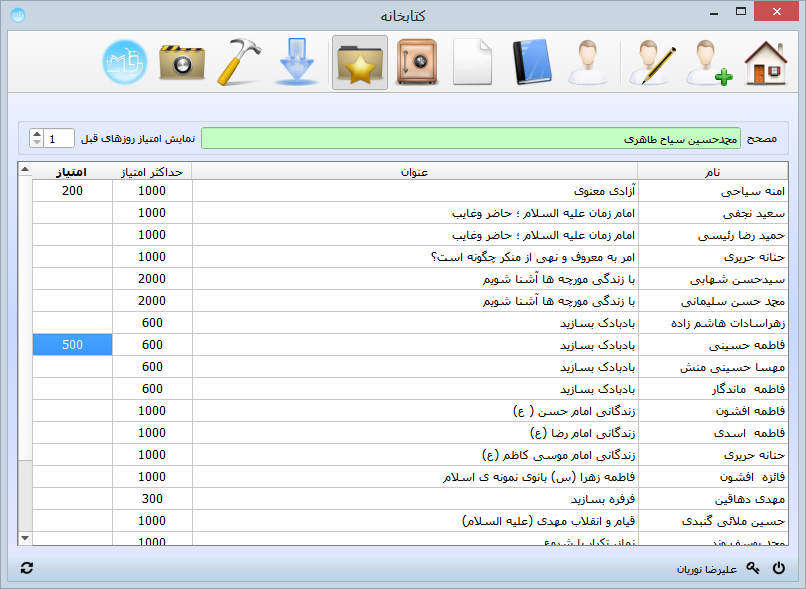 کتابخانه
مصحح محمدحسین سیاح طاهری نمایش امتیاز روزهای قبل 1
نام عنوان حداکثر امتیاز امتیاز
امنه سیاحی آزادی معنوی 1000 200
سعید نجفی امام زمان علیه السلام ؛ حاضر وغایب 1000
حمید رضا رئیسی امام زمان علیه السلام ؛ حاضر وغایب 1000
حنانه حریری امر به معروف و نهی از منکر چگونه است؟ 1000
سیدحسن شهابی با زندگی مورچه ها آشنا شویم 2000
محمد حسن سلیمانی با زندگی مورچه ها آشنا شویم 2000
زهراسادات هاشم زاده بادبادک بسازید 600
فاطمه حسینی بادبادک بسازید 600 500
مهسا حسینی منش بادبادک بسازید 600
فاطمه ماندگار بادبادک بسازید 600
فاطمه افشون زندگانی امام حسن ( ع) 1000
فاطمه اسدی زندگانی امام رضا (ع) 1000
حنانه حریری زندگانی امام موسی کاظم (ع) 1000
فائزه افشون فاطمه زهرا (س) بانوی نمونه ی اسلام 1000
مهدی دهاقین فرفره بسازید 300
حسین ملائی گنبدی قیام و انقلاب مهدی (علیه السلام) 1000
1000
علیرضا نوریان